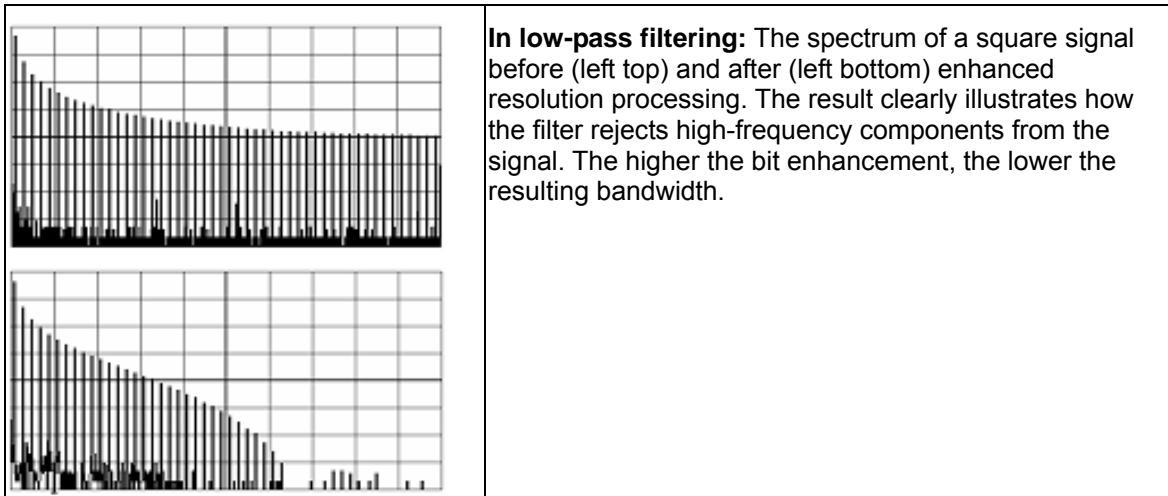 In low-pass filtering: The spectrum of a square signal
before (left top) and after (left bottom) enhanced
resolution processing. The result clearly illustrates how
the filter rejects high-frequency components from the
signal. The higher the bit enhancement, the lower the
resulting bandwidth.